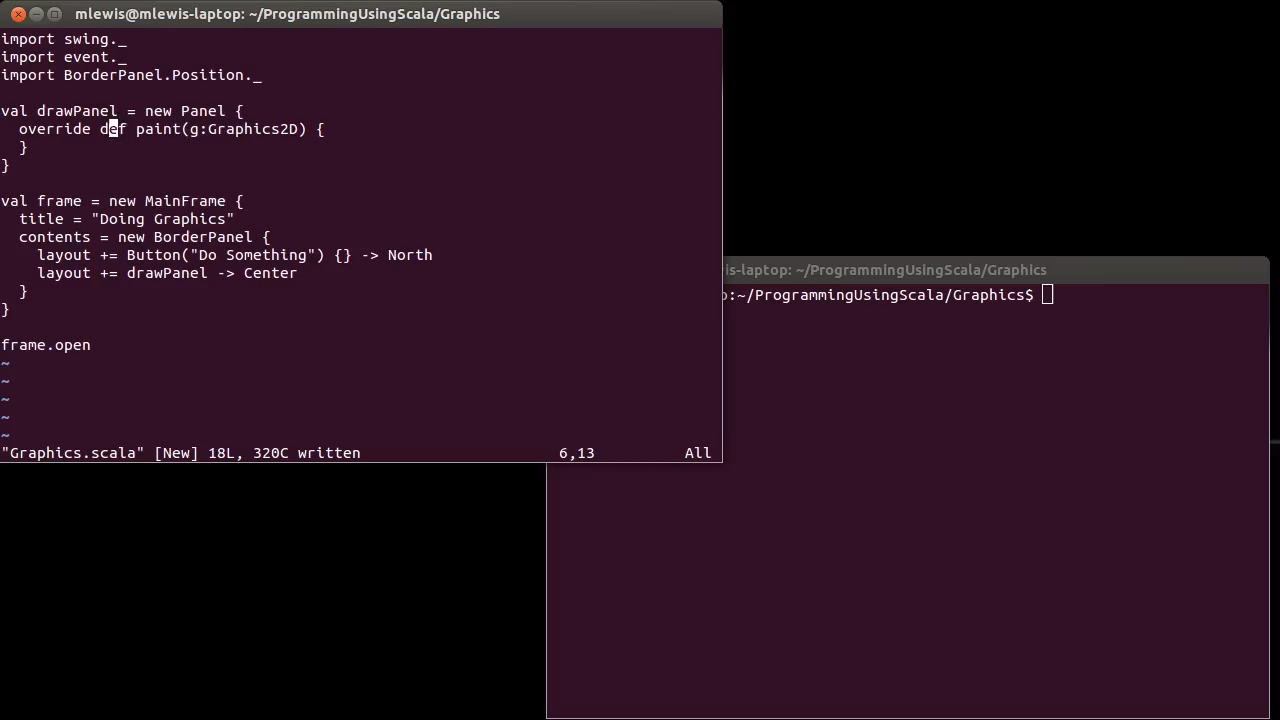 mlewis@mlewis-laptop: ~/ProgrammingUsingScala/Graphics
import swing._
import event._
import BorderPanel.Position._
val drawPanel = new Panel {
  override def paint(g:Graphics2D) {
  }
}
val frame = new MainFrame {
  title = "Doing Graphics"
  contents = new BorderPanel {
    layout += Button("Do Something") {} -> North
    layout += drawPanel -> Center
  }
}
frame.open
~
~
~
~
~
"Graphics.scala" [New] 18L, 320C written 6,13 All
is-laptop: ~/ProgrammingUsingScala/Graphics
:~/ProgrammingUsingScala/Graphics$